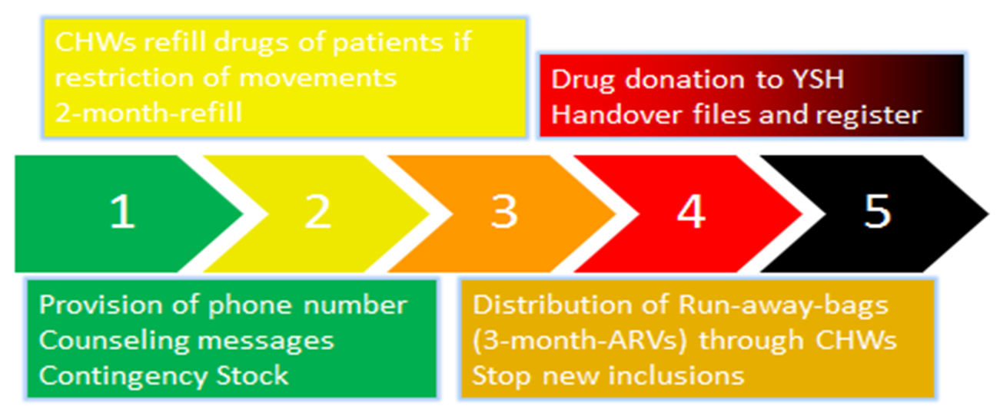 CHWs refill drugs of patients if
restriction of movements
2-month-refill
Drug donation to YSH
Handover files and register
1
2
3
4
5
Provision of phone number
Counseling messages
Contingency Stock
Distribution of Run-away-bags
(3-month-ARVs) through CHWs
Stop new inclusions